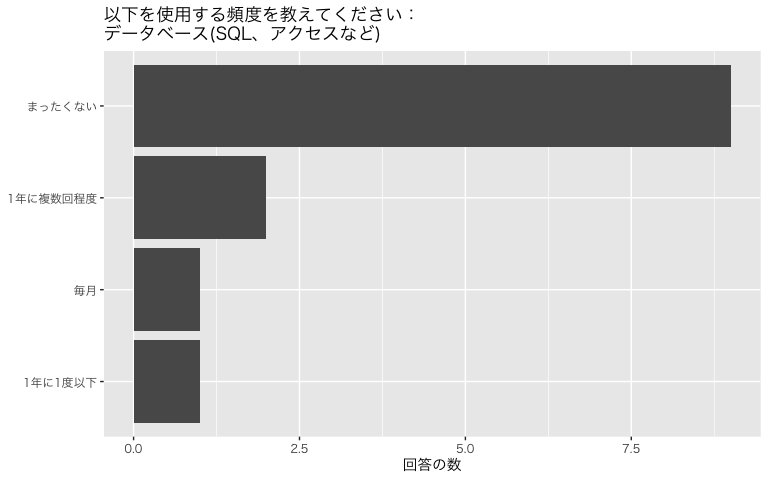 以下を使用する頻度を教えてください：
データベース(SQL、アクセスなど)
まったくない
1年に複数回程度
毎月
1年に1度以下
0.0
2.5
5.0
7.5
回答の数